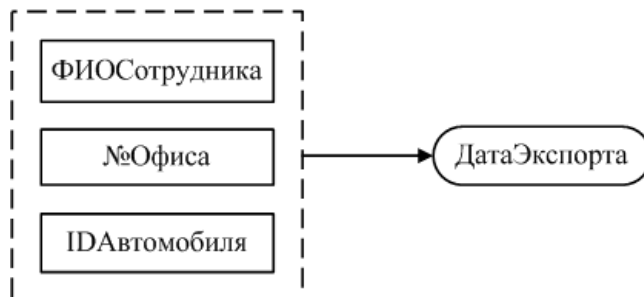 ФИОСотрудника
№Офиса
ДатаЭкспорта
IDАвтомобиля